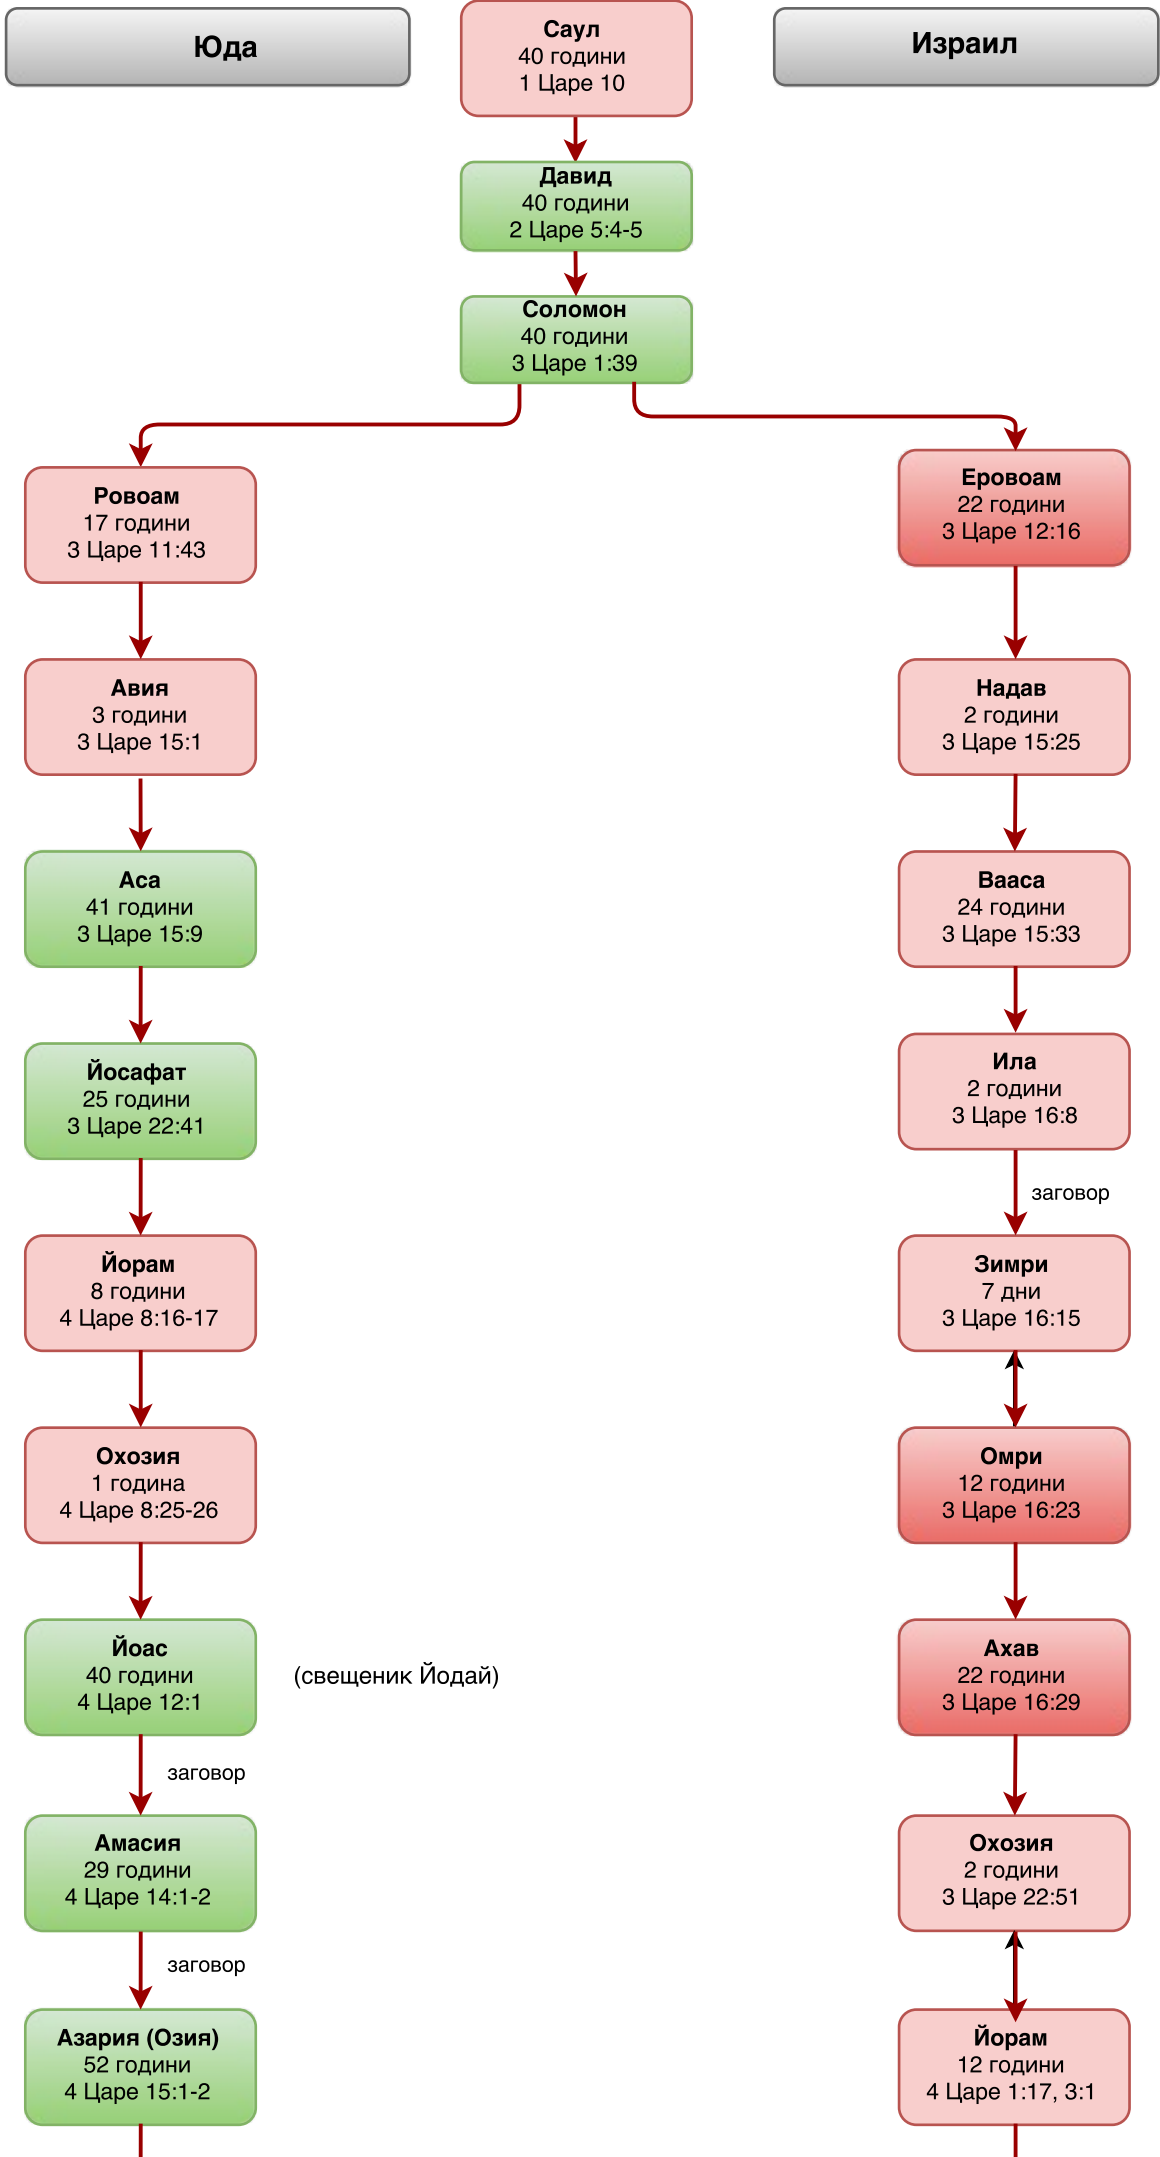 Юда
Саул
40 години
1 Царе 10
Израил
Давид
40 години
2 Царе 5:4-5
Соломон
40 години
3 Царе 1:39
Ровоам
17 години
3 Царе 11:43
Еровоам
22 години
3 Царе 12:16
Авия
3 години
3 Царе 15:1
Надав
2 години
3 Царе 15:25
Аса
41 години
3 Царе 15:9
Вааса
24 години
3 Царе 15:33
Йосафат
25 години
3 Царе 22:41
Ила
2 години
3 Царе 16:8
заговор
Йорам
8 години
4 Царе 8:16-17
Зимри
7 дни
3 Царе 16:15
Охозия
1 година
4 Царе 8:25-26
Омри
12 години
3 Царе 16:23
Йоас
40 години
4 Царе 12:1
(свещеник Йодай)
Ахав
22 години
3 Царе 16:29
заговор
Амасия
29 години
4 Царе 14:1-2
Охозия
2 години
3 Царе 22:51
заговор
Азария (Озия)
52 години
4 Царе 15:1-2
Йорам
12 години
4 Царе 1:17, 3:1